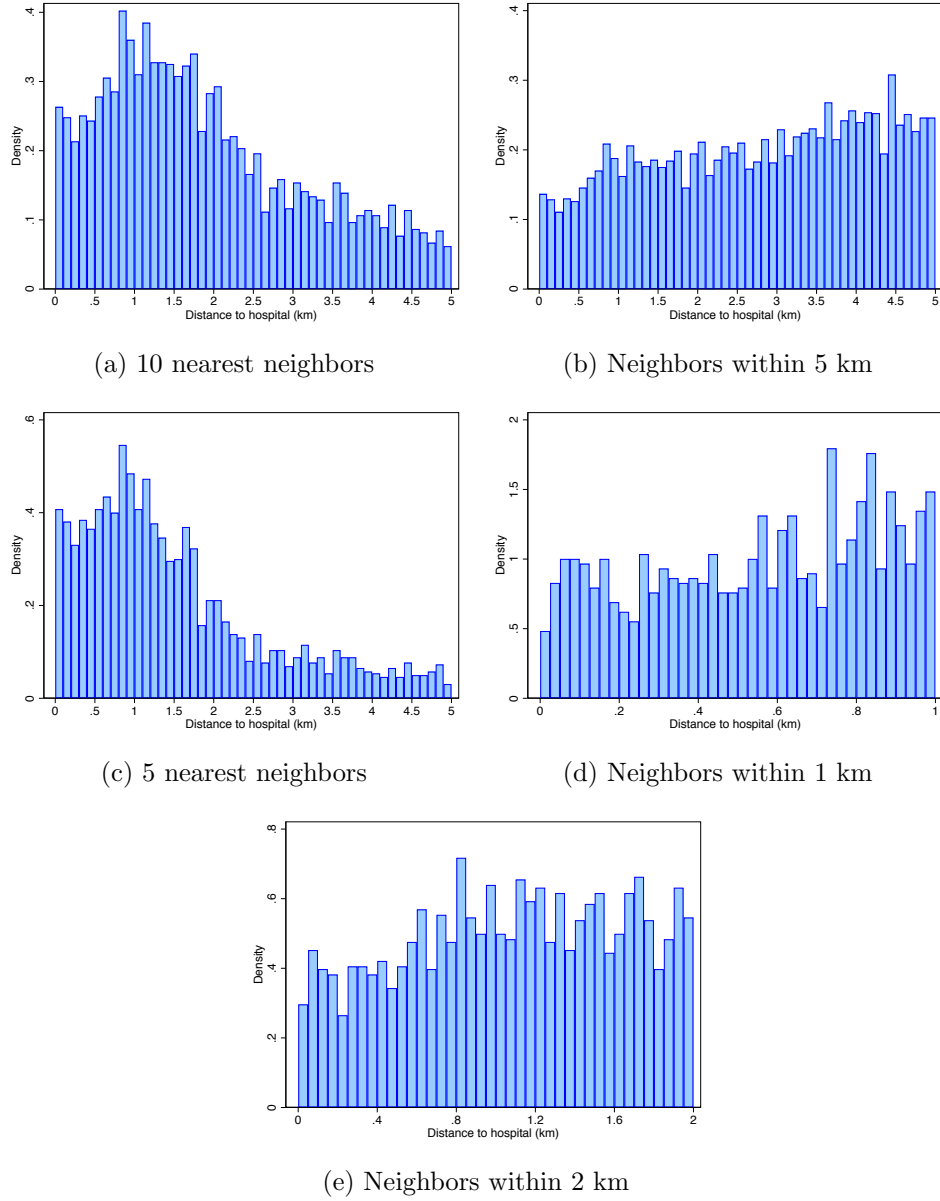 0 .1 .2 .3 .4
Density
0 .5 1 1.5 2 2.5 3 3.5 4 4.5 5
Distance to hospital (km)
(a) 10 nearest neighbors
0 .1 .2 .3 .4
Density
0 .5 1 1.5 2 2.5 3 3.5 4 4.5 5
Distance to hospital (km)
(b) Neighbors within 5 km
0 .2 .4 .6
Density
0 .5 1 1.5 2 2.5 3 3.5 4 4.5 5
Distance to hospital (km)
(c) 5 nearest neighbors
0 .5 1 1.5 2
Density
0 .2 .4 .6 .8 1
Distance to hospital (km)
(d) Neighbors within 1 km
0 .2 .4 .6 .8
Density
0 .4 .8 1.2 1.6 2
Distance to hospital (km)
(e) Neighbors within 2 km